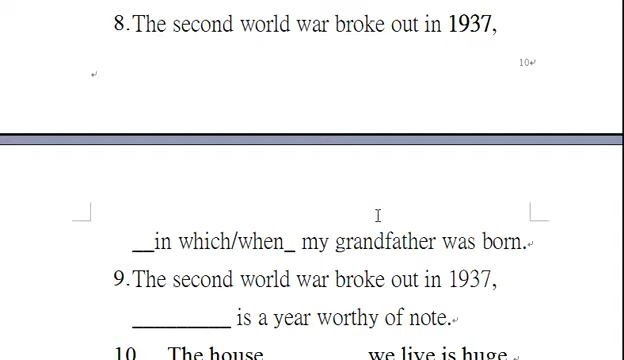 8.The second world war broke out in 1937,
10
__in which/when_ my grandfather was born.
9.The second world war broke out in 1937,
_________ is a year worthy of note.
10 The house _________ we live is huge